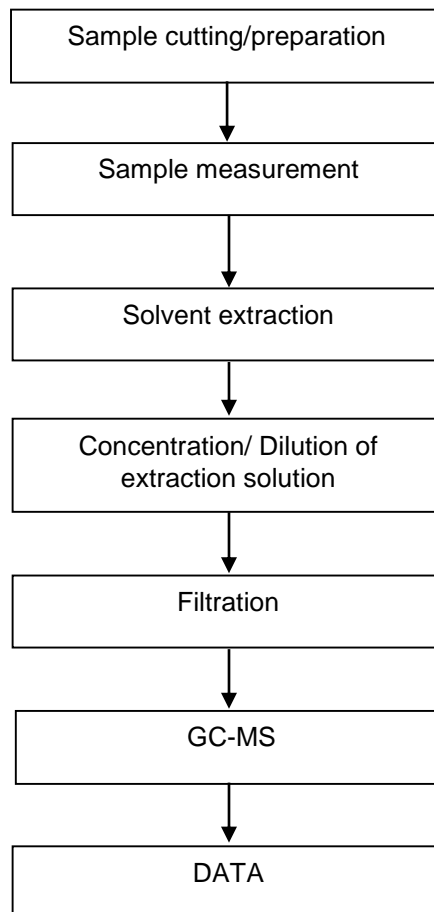 Sample cutting/preparation
Sample measurement
Solvent extraction
Concentration/ Dilution of
extraction solution
Filtration
GC-MS
DATA